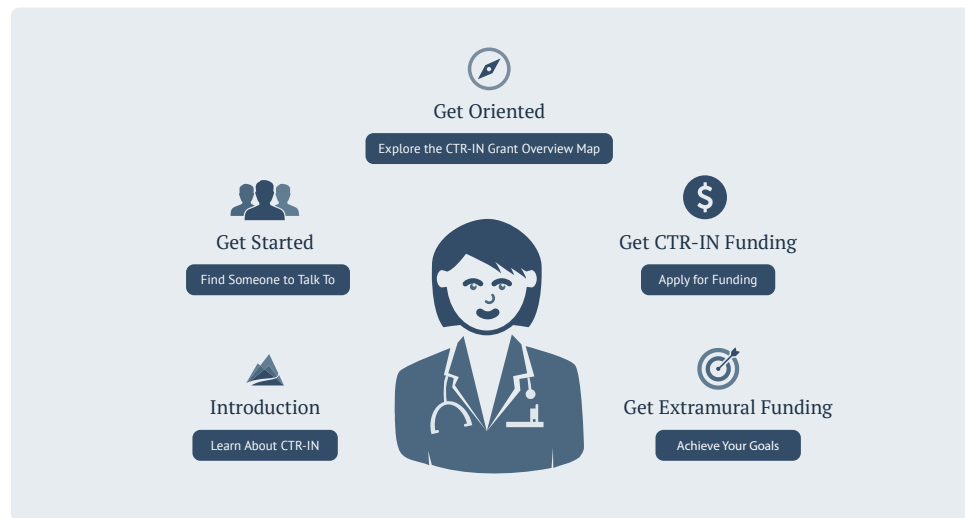 Get Oriented
Explore the CTR-IN Grant Overview Map
Get Started
Find Someone to Talk To
Get CTR-IN Funding
Apply for Funding
Introduction
Learn About CTR-IN
Get Extramural Funding
Achieve Your Goals